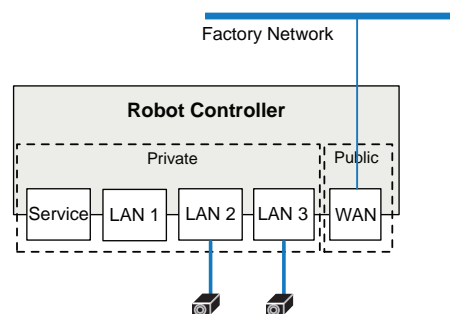 Factory Network
Robot Controller
Private
Public
Service
LAN 1
LAN 2
LAN 3
WAN